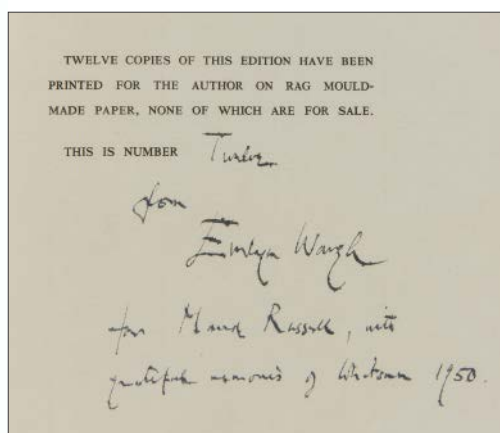 TWELVE COPIES OF THIS EDITION HAVE BEEN
PRINTED FOR THE AUTHOR ON RAG MOULD-
MADE PAPER, NONE OF WHICH ARE FOR SALE.
THIS IS NUMBER Twelve
from
Evelyn Waugh
for Maud Russell, with
grateful memories of Whitsun 1950.